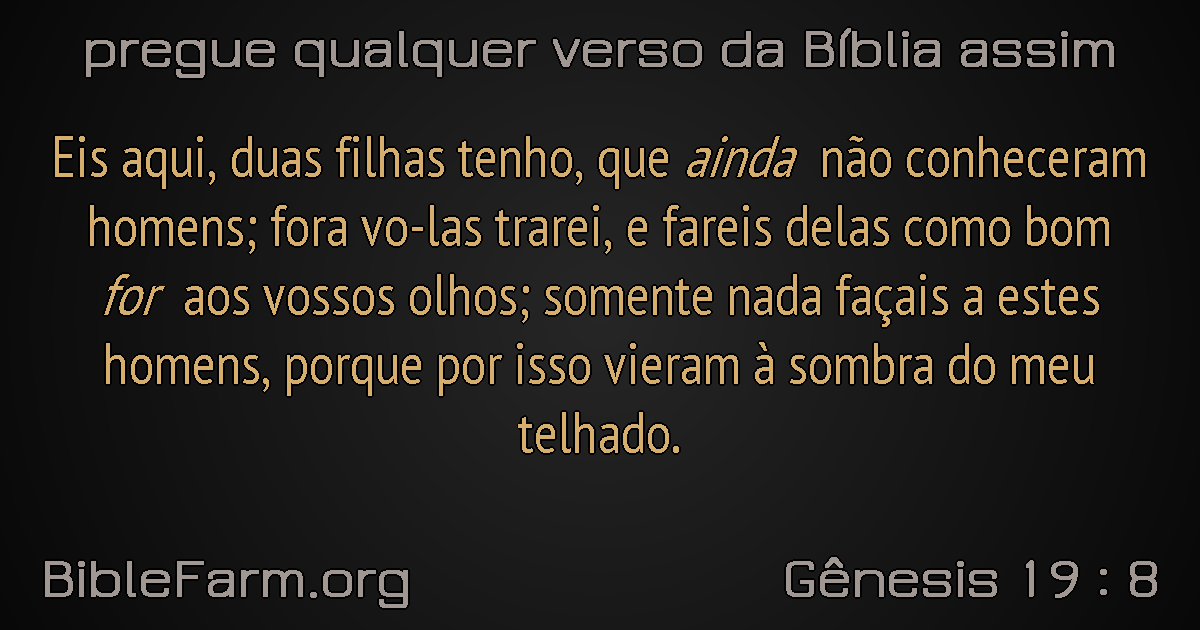 pregue qualquer verso da Bíblia assim
Eis aqui, duas filhas tenho, que ainda não conheceram
homens; fora vo-las trarei, e fareis delas como bom
for aos vossos olhos; somente nada façais a estes
homens, porque por isso vieram à sombra do meu
telhado.
BibleFarm.org
Gênesis 19 : 8